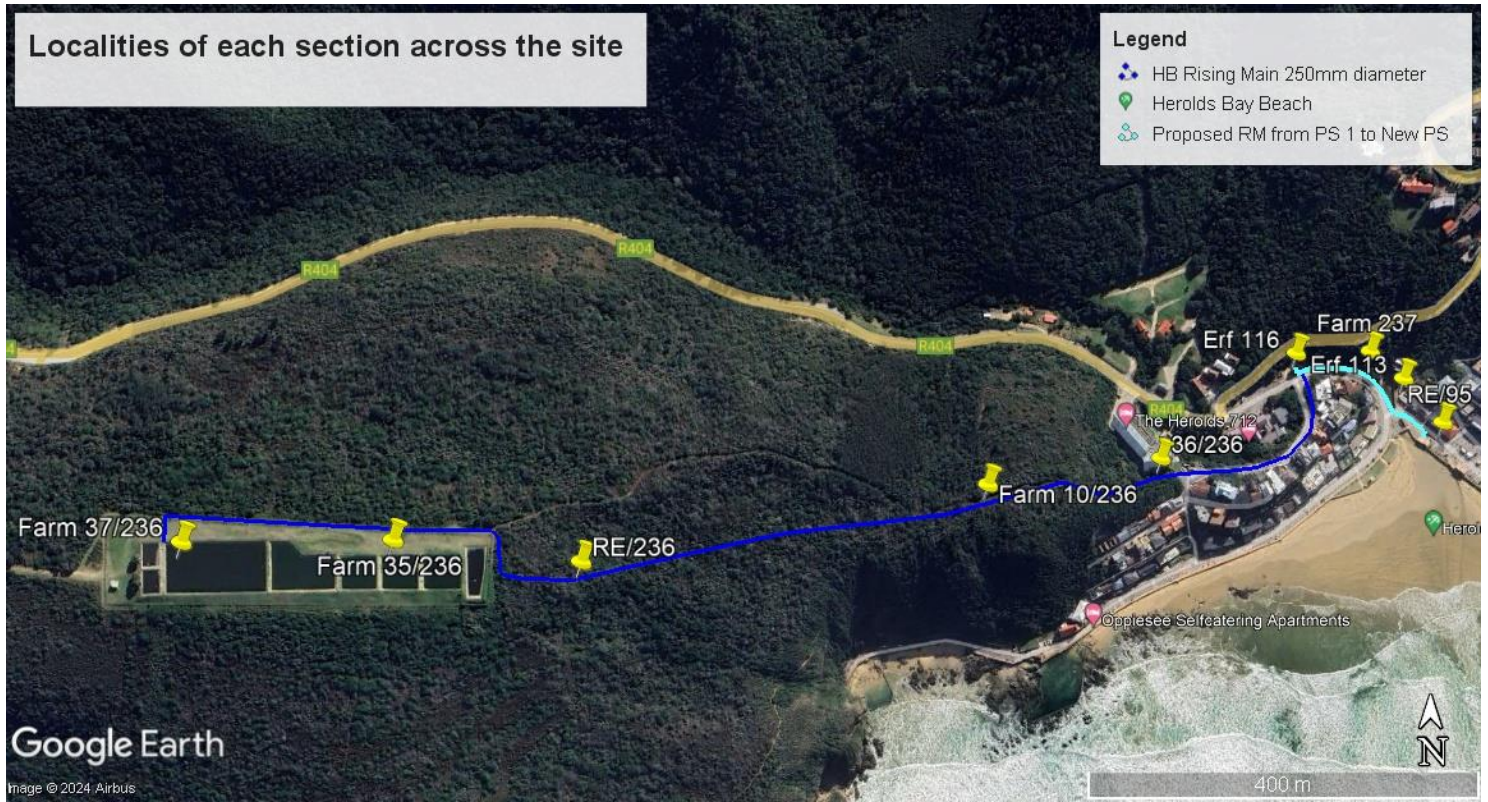 Localities of each section across the site
Legend
HB Rising Main 250mm diameter
Herolds Bay Beach
Proposed RM from PS 1 to New PS
R404
R404
R404
R404
4
Erf 116
Farm 237
Erf 113
RE/95
The Herolds 712
36/236
Farm 10/236
Farm 37/236
Farm 35/236
RE/236
Herol
Oppiesee Selfcatering Apartments
Google Earth
Image © 2024 Airbus
N
400 m